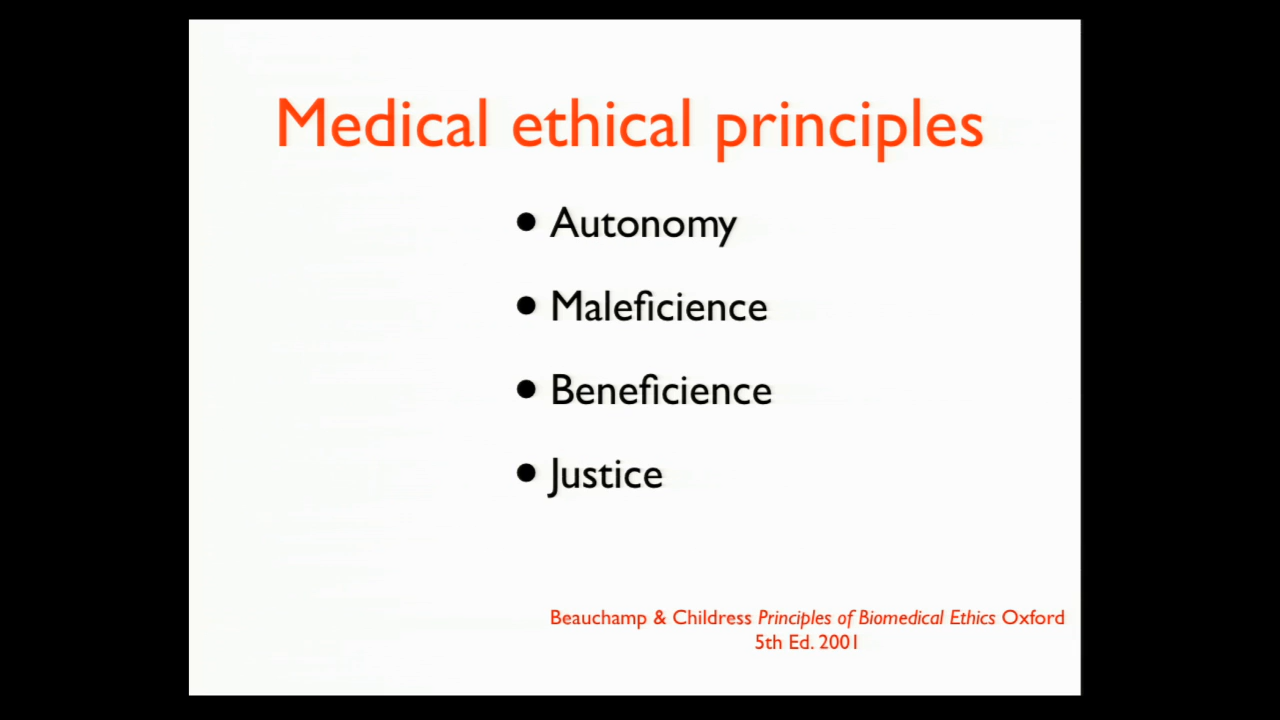 Medical ethical principles
• Autonomy
• Maleficience
• Beneficience
• Justice
Beauchamp & Childress Principles of Biomedical Ethics Oxford
5th Ed. 2001